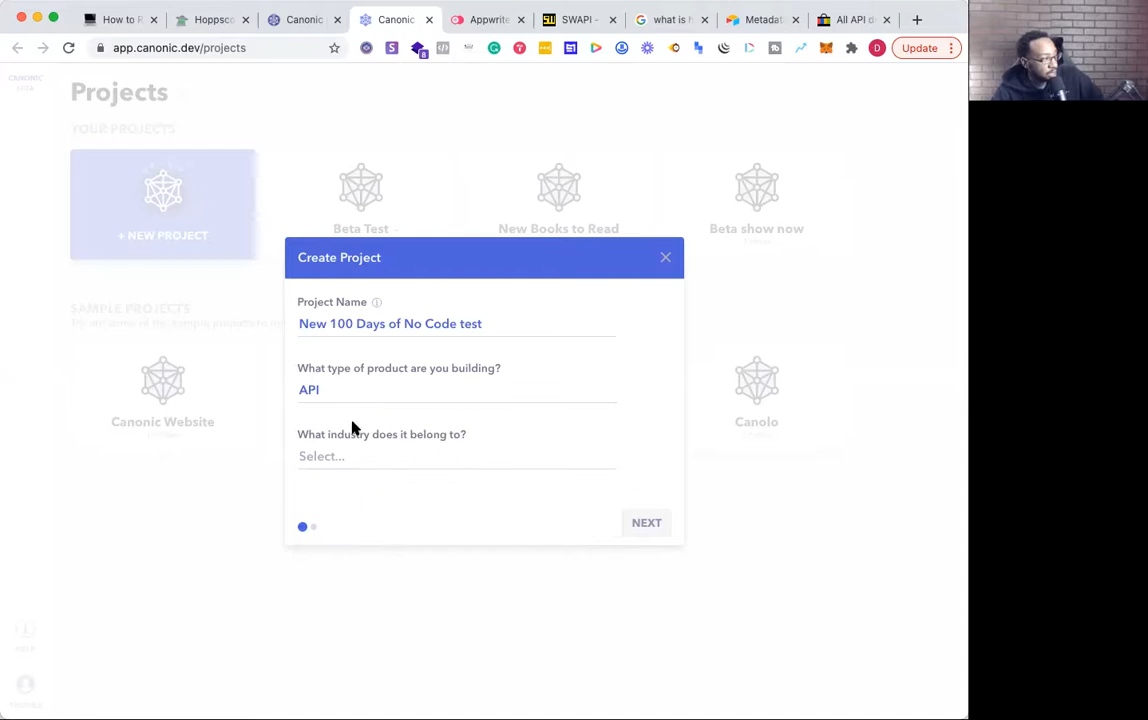 How to R
Hoppsco
Canonic
Canonic
Appwrite
SWAPI -
what is h
Metadat
All API d
app.canonic.dev/projects
8
D
Update
CANONIC
Projects
YOUR PROJECTS
+ NEW PROJECT
Beta Test -
New Books to Read
Beta show now
Create Project
Project Name
New 100 Days of No Code test
What type of product are you building?
API
What industry does it belong to?
Select...
NEXT
SAMPLE PROJECTS
Canonic Website
Canolo
HELP